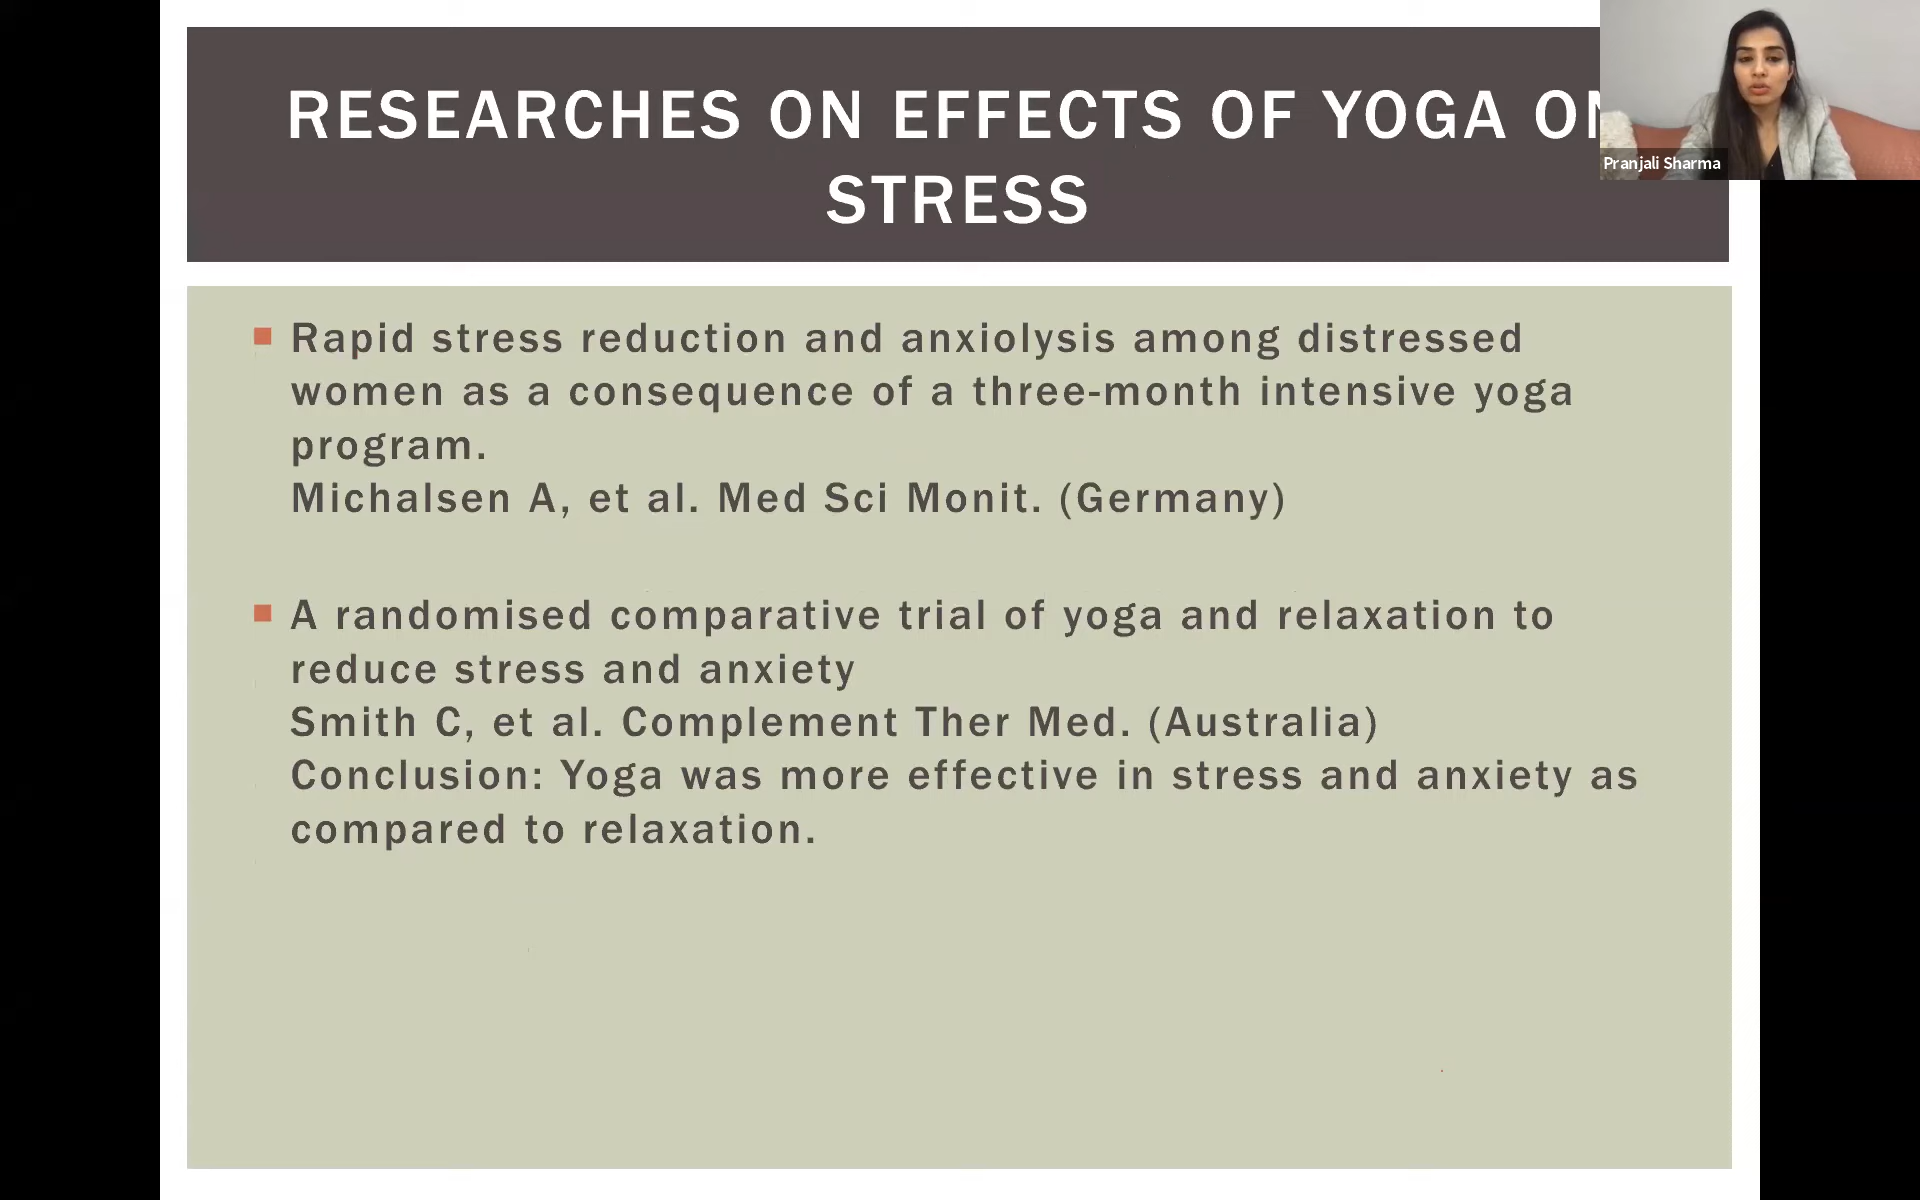 RESEARCHES ON EFFECTS OF YOGA ON
STRESS
Pranjali Sharma
Rapid stress reduction and anxiolysis among distressed
women as a consequence of a three-month intensive yoga
program.
Michalsen A, et al. Med Sci Monit. (Germany)
A randomised comparative trial of yoga and relaxation to
reduce stress and anxiety
Smith C, et al. Complement Ther Med. (Australia)
Conclusion: Yoga was more effective in stress and anxiety as
compared to relaxation.